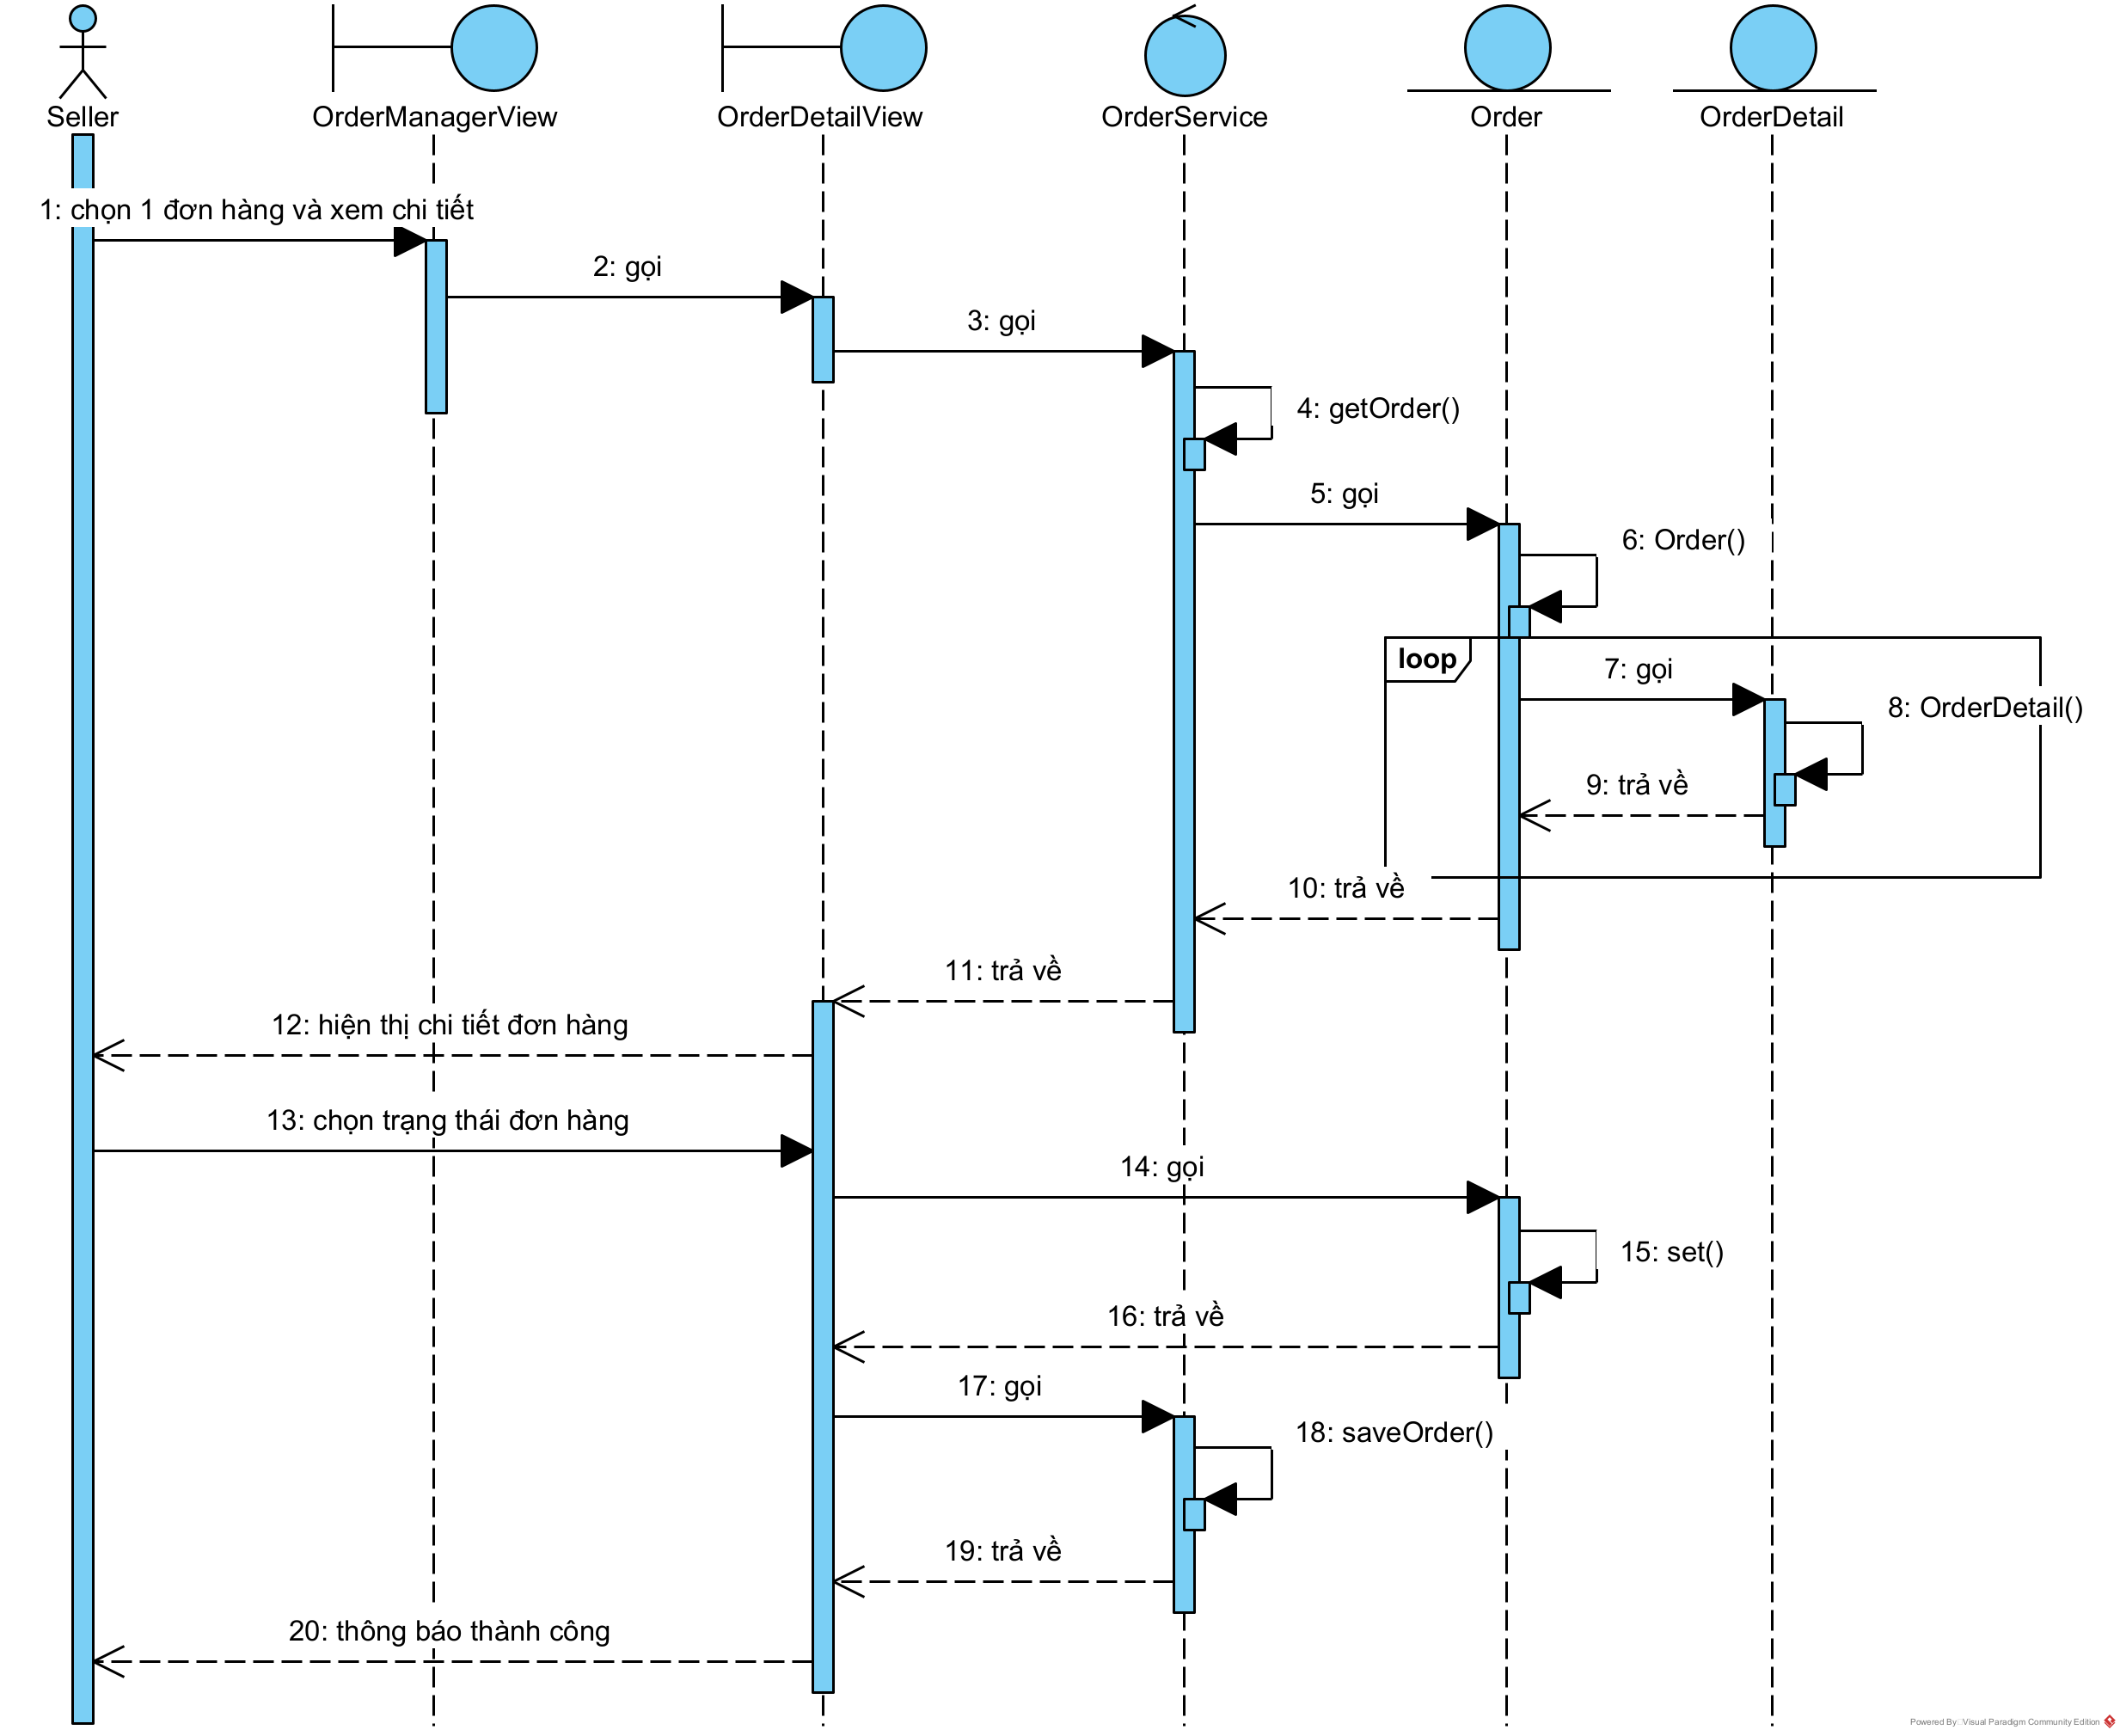 Seller
OrderManagerView
OrderDetailView
OrderService
Order
OrderDetail
1: chọn 1 đơn hàng và xem chi tiết
2: gọi
3: gọi
4: getOrder()
5: gọi
6: Order()
loop
7: gọi
8: OrderDetail()
9: trả về
10: trả về
11: trả về
12: hiện thị chi tiết đơn hàng
13: chọn trạng thái đơn hàng
14: gọi
15: set()
16: trả về
17: gọi
18: saveOrder()
19: trả về
20: thông báo thành công
Powered By: Visual Paradigm Community Edition